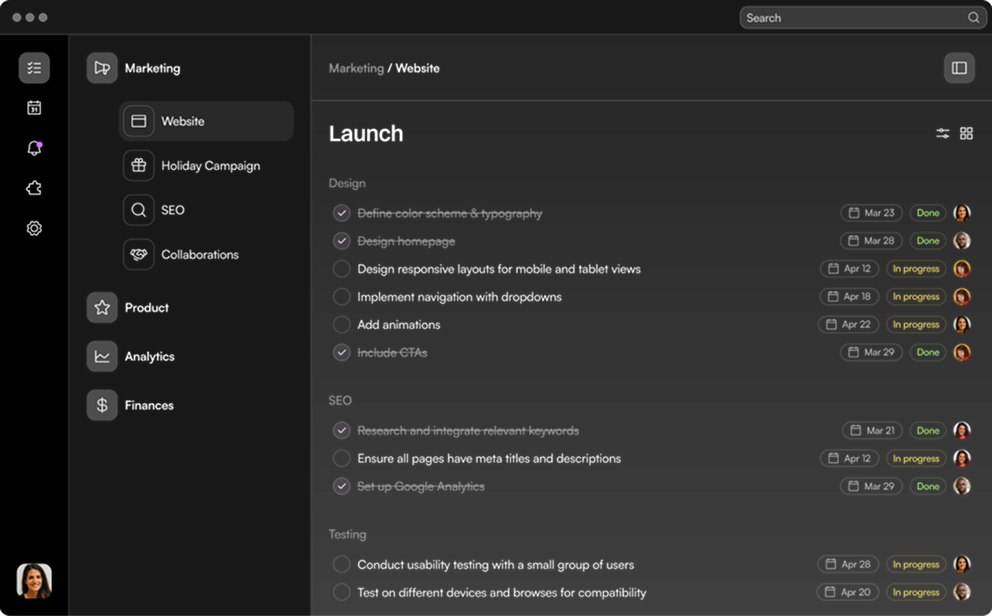 Search
Marketing
Marketing / Website
31
Website
Launch
Holiday Campaign
SEO
Collaborations
Product
Analytics
Finances
Design
Define color scheme & typography Mar 23 Done
Design homepage Mar 28 Done
Design responsive layouts for mobile and tablet views Apr 12 In progress
Implement navigation with dropdowns Apr 18 In progress
Add animations Apr 22 In progress
Include CTAs Mar 29 Done
SEO
Research and integrate relevant keywords Mar 21 Done
Ensure all pages have meta titles and descriptions Apr 12 In progress
Set up Google Analytics Mar 29 Done
Testing
Conduct usability testing with a small group of users Apr 28 In progress
Test on different devices and browses for compatibility Apr 20 In progress